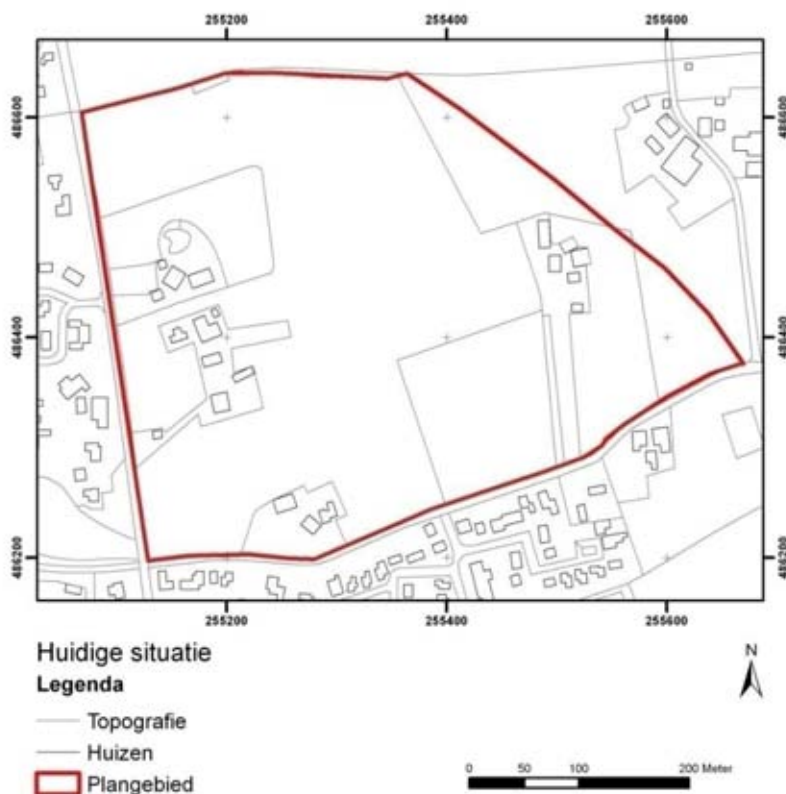 255200 255400 255600
486600 486600
486400 486400
486200 486200
255200 255400 255600
Huidige situatie
Legenda
Topografie
Huizen
Plangebied
N
0 50 100 200 Meter